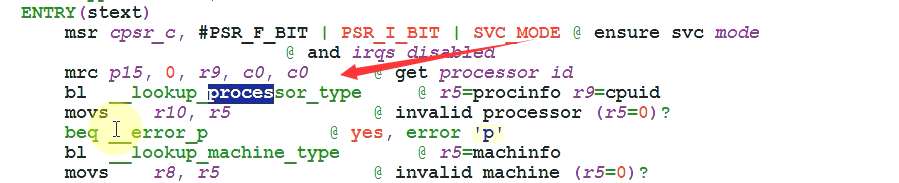 ENTRY(stext)
msr cpsr_c, #PSR_F_BIT | PSR_I_BIT | SVC_MODE @ ensure svc mode
@ and irqs disabled
mrc p15, 0, r9, c0, c0 @ get processor id
bl __lookup_processor_type @ r5=procinfo r9=cpuid
movs r10, r5 @ invalid processor (r5=0)?
beq __error_p @ yes, error 'p'
bl __lookup_machine_type @ r5=machinfo
movs r8, r5 @ invalid machine (r5=0)?